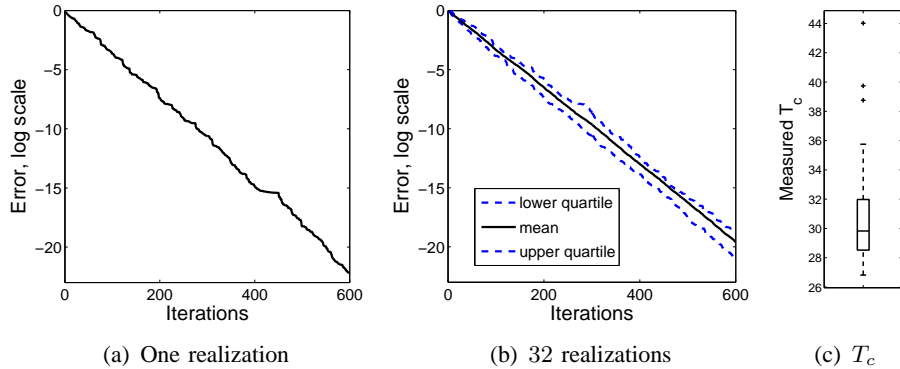 0
−5
−10
−15
−20
Error, log scale
0
200
400
600
Iterations
(a) One realization
0
−5
−10
−15
−20
Error, log scale
lower quartile
mean
upper quartile
0
200
400
600
Iterations
(b) 32 realizations
44
42
40
38
36
34
32
30
28
26
Measured T_c
(c) T_c